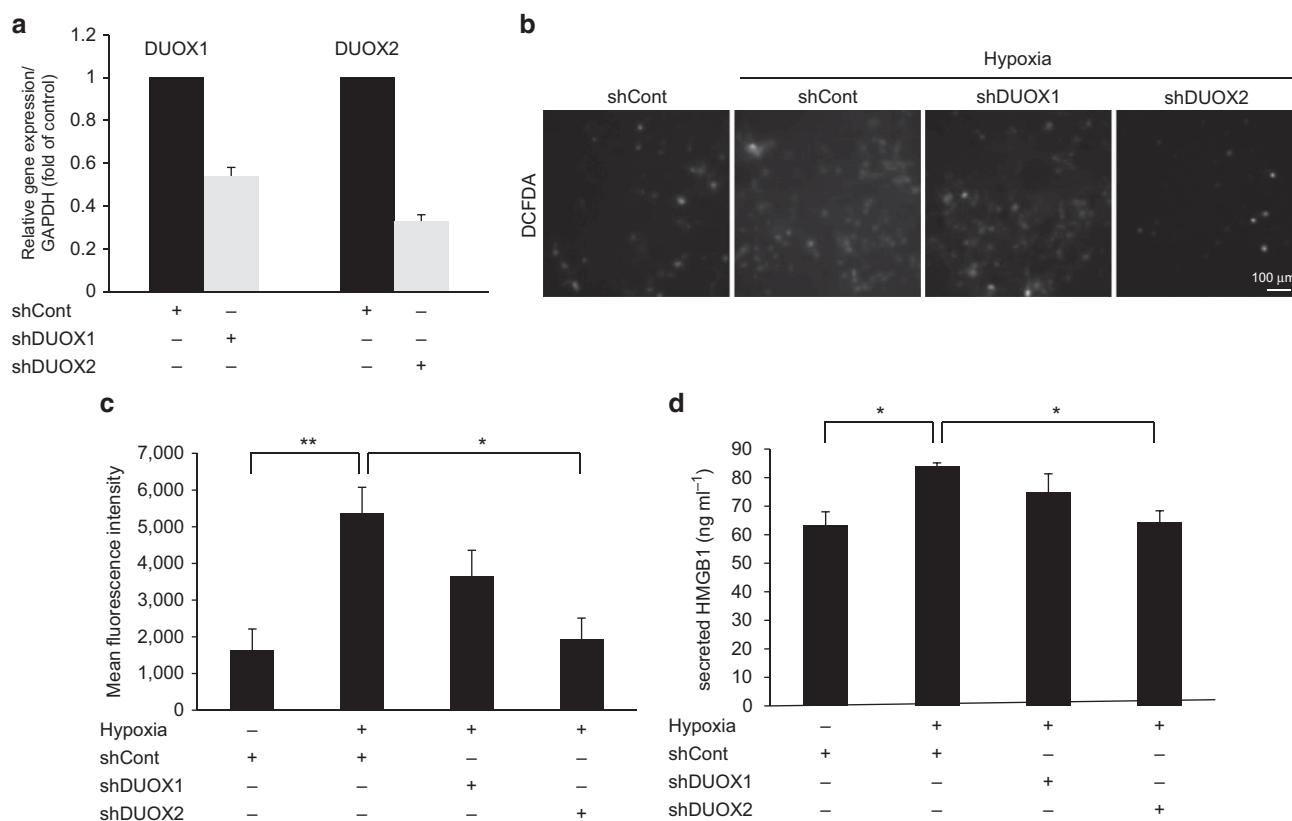 a
Relative gene expression/
GAPDH (fold of control)
1.2
1
0.8
0.6
0.4
0.2
0
DUOX1
DUOX2
shCont + – + –
shDUOX1 – + – –
shDUOX2 – – – +
b
Hypoxia
shCont shCont shDUOX1 shDUOX2
DCFDA
100 μm
c
Mean fluorescence intensity
7,000
6,000
5,000
4,000
3,000
2,000
1,000
0
** *
Hypoxia – + + +
shCont + + – –
shDUOX1 – – + –
shDUOX2 – – – +
d
secreted HMGB1 (ng ml–1)
90
80
70
60
50
40
30
20
10
0
* *
Hypoxia – + + +
shCont + + – –
shDUOX1 – – + –
shDUOX2 – – – +